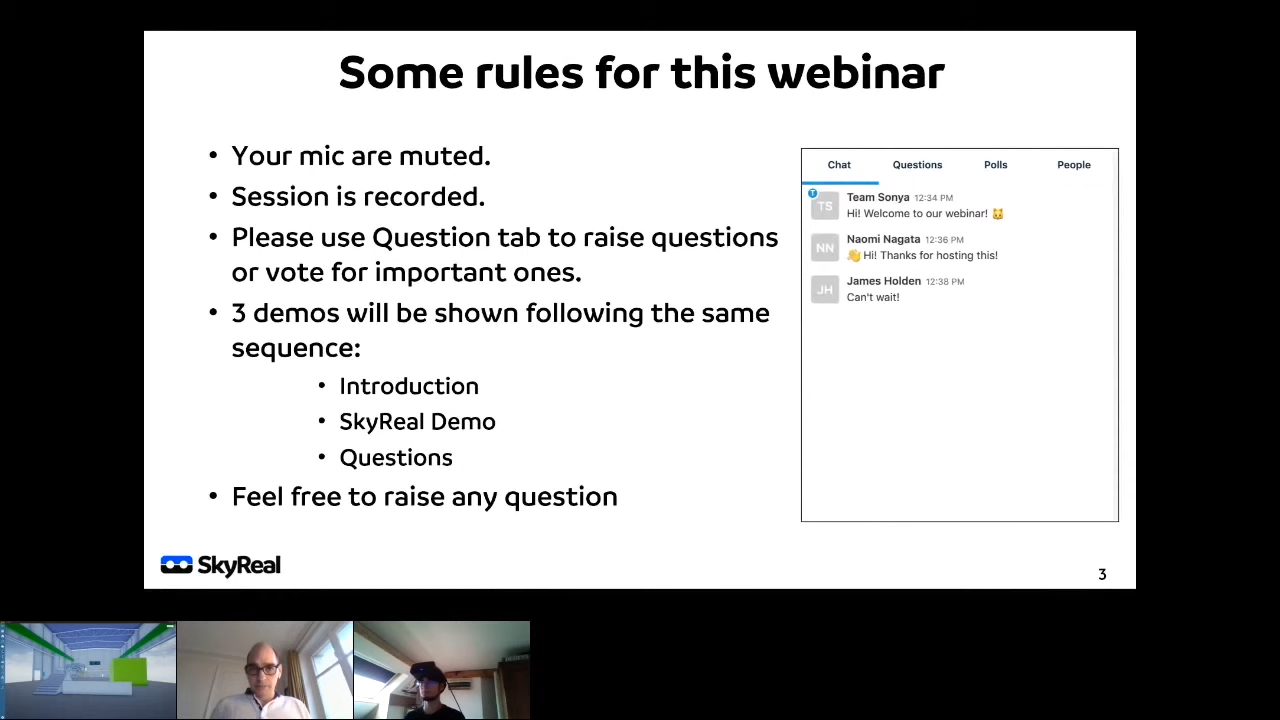 Some rules for this webinar
• Your mic are muted.
• Session is recorded.
• Please use Question tab to raise questions
or vote for important ones.
• 3 demos will be shown following the same
sequence:
• Introduction
• SkyReal Demo
• Questions
• Feel free to raise any question
Chat Questions Polls People
T
TS
Team Sonya 12:34 PM
Hi! Welcome to our webinar! 🐱
NN
Naomi Nagata 12:36 PM
👋 Hi! Thanks for hosting this!
JH
James Holden 12:38 PM
Can't wait!
SkyReal
3